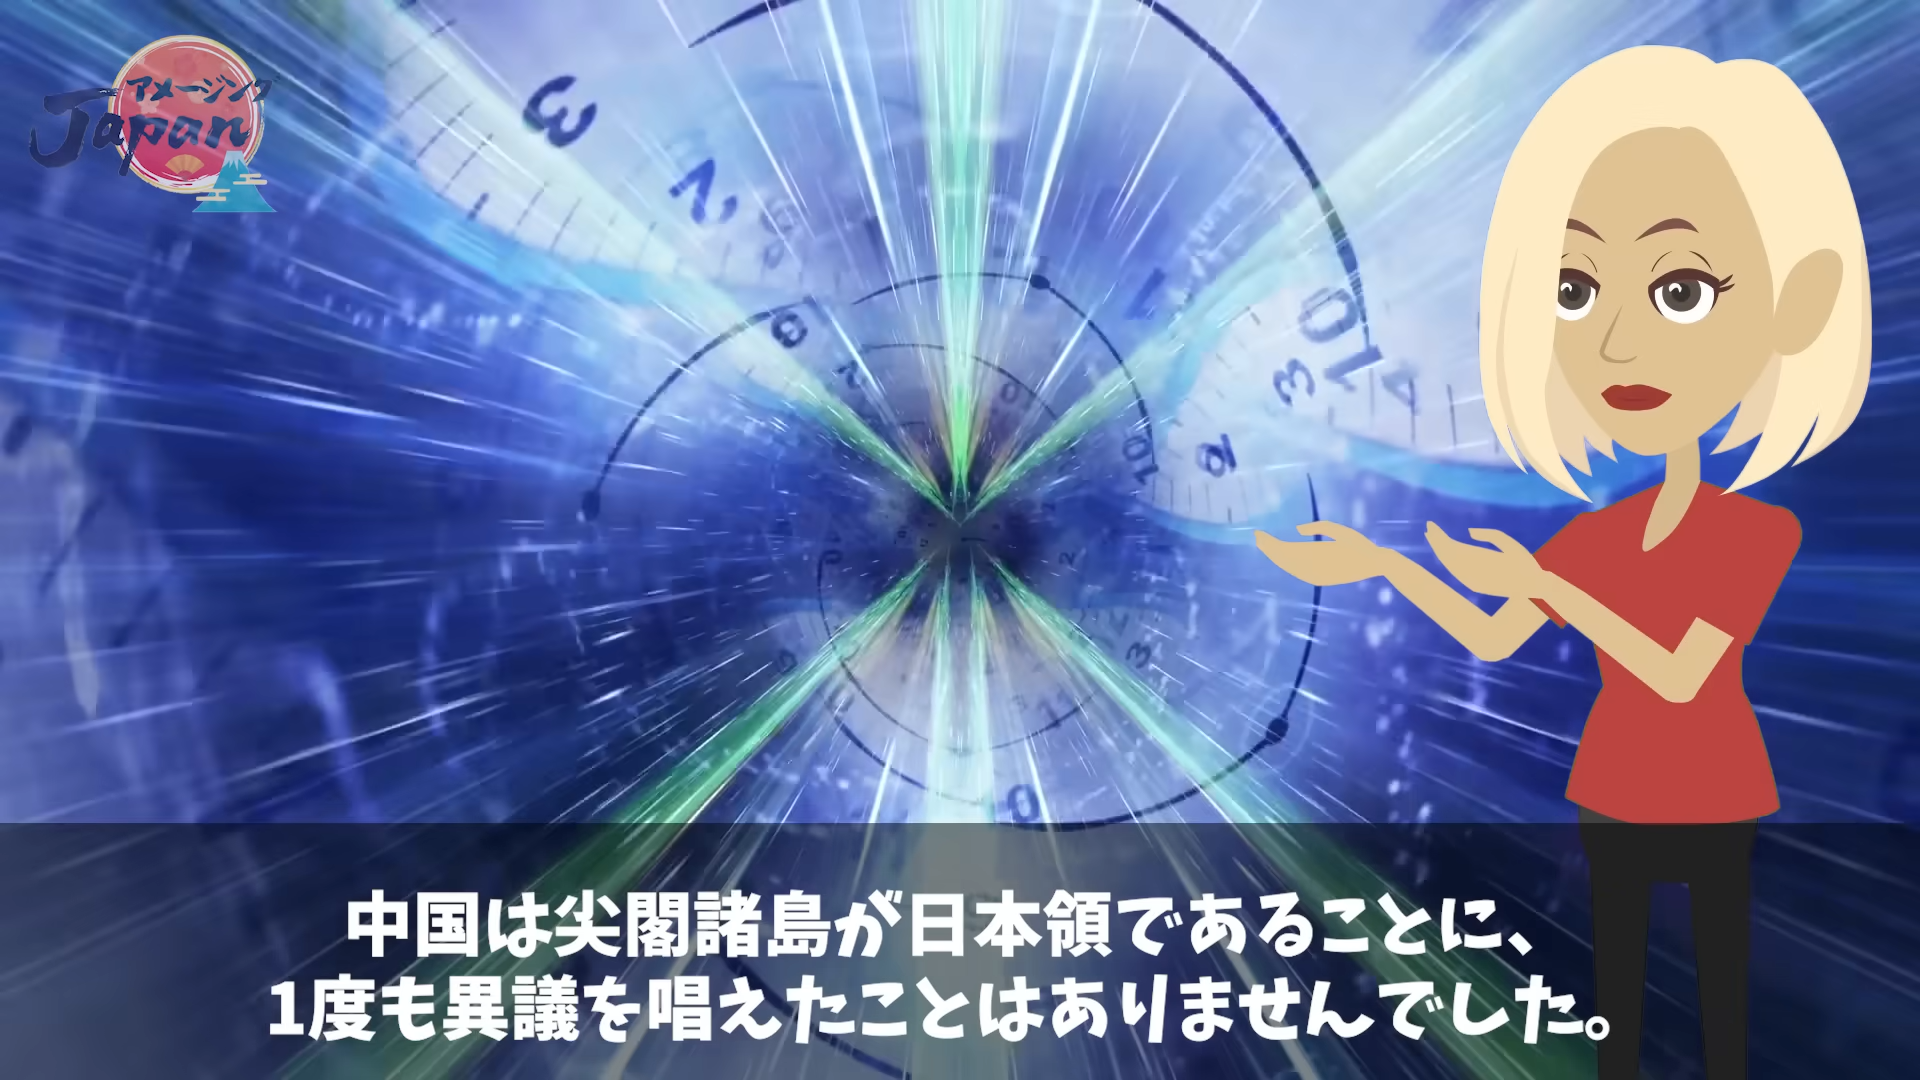 アメージング
Japan
中国は尖閣諸島が日本領であることに、
1度も異議を唱えたことはありませんでした。